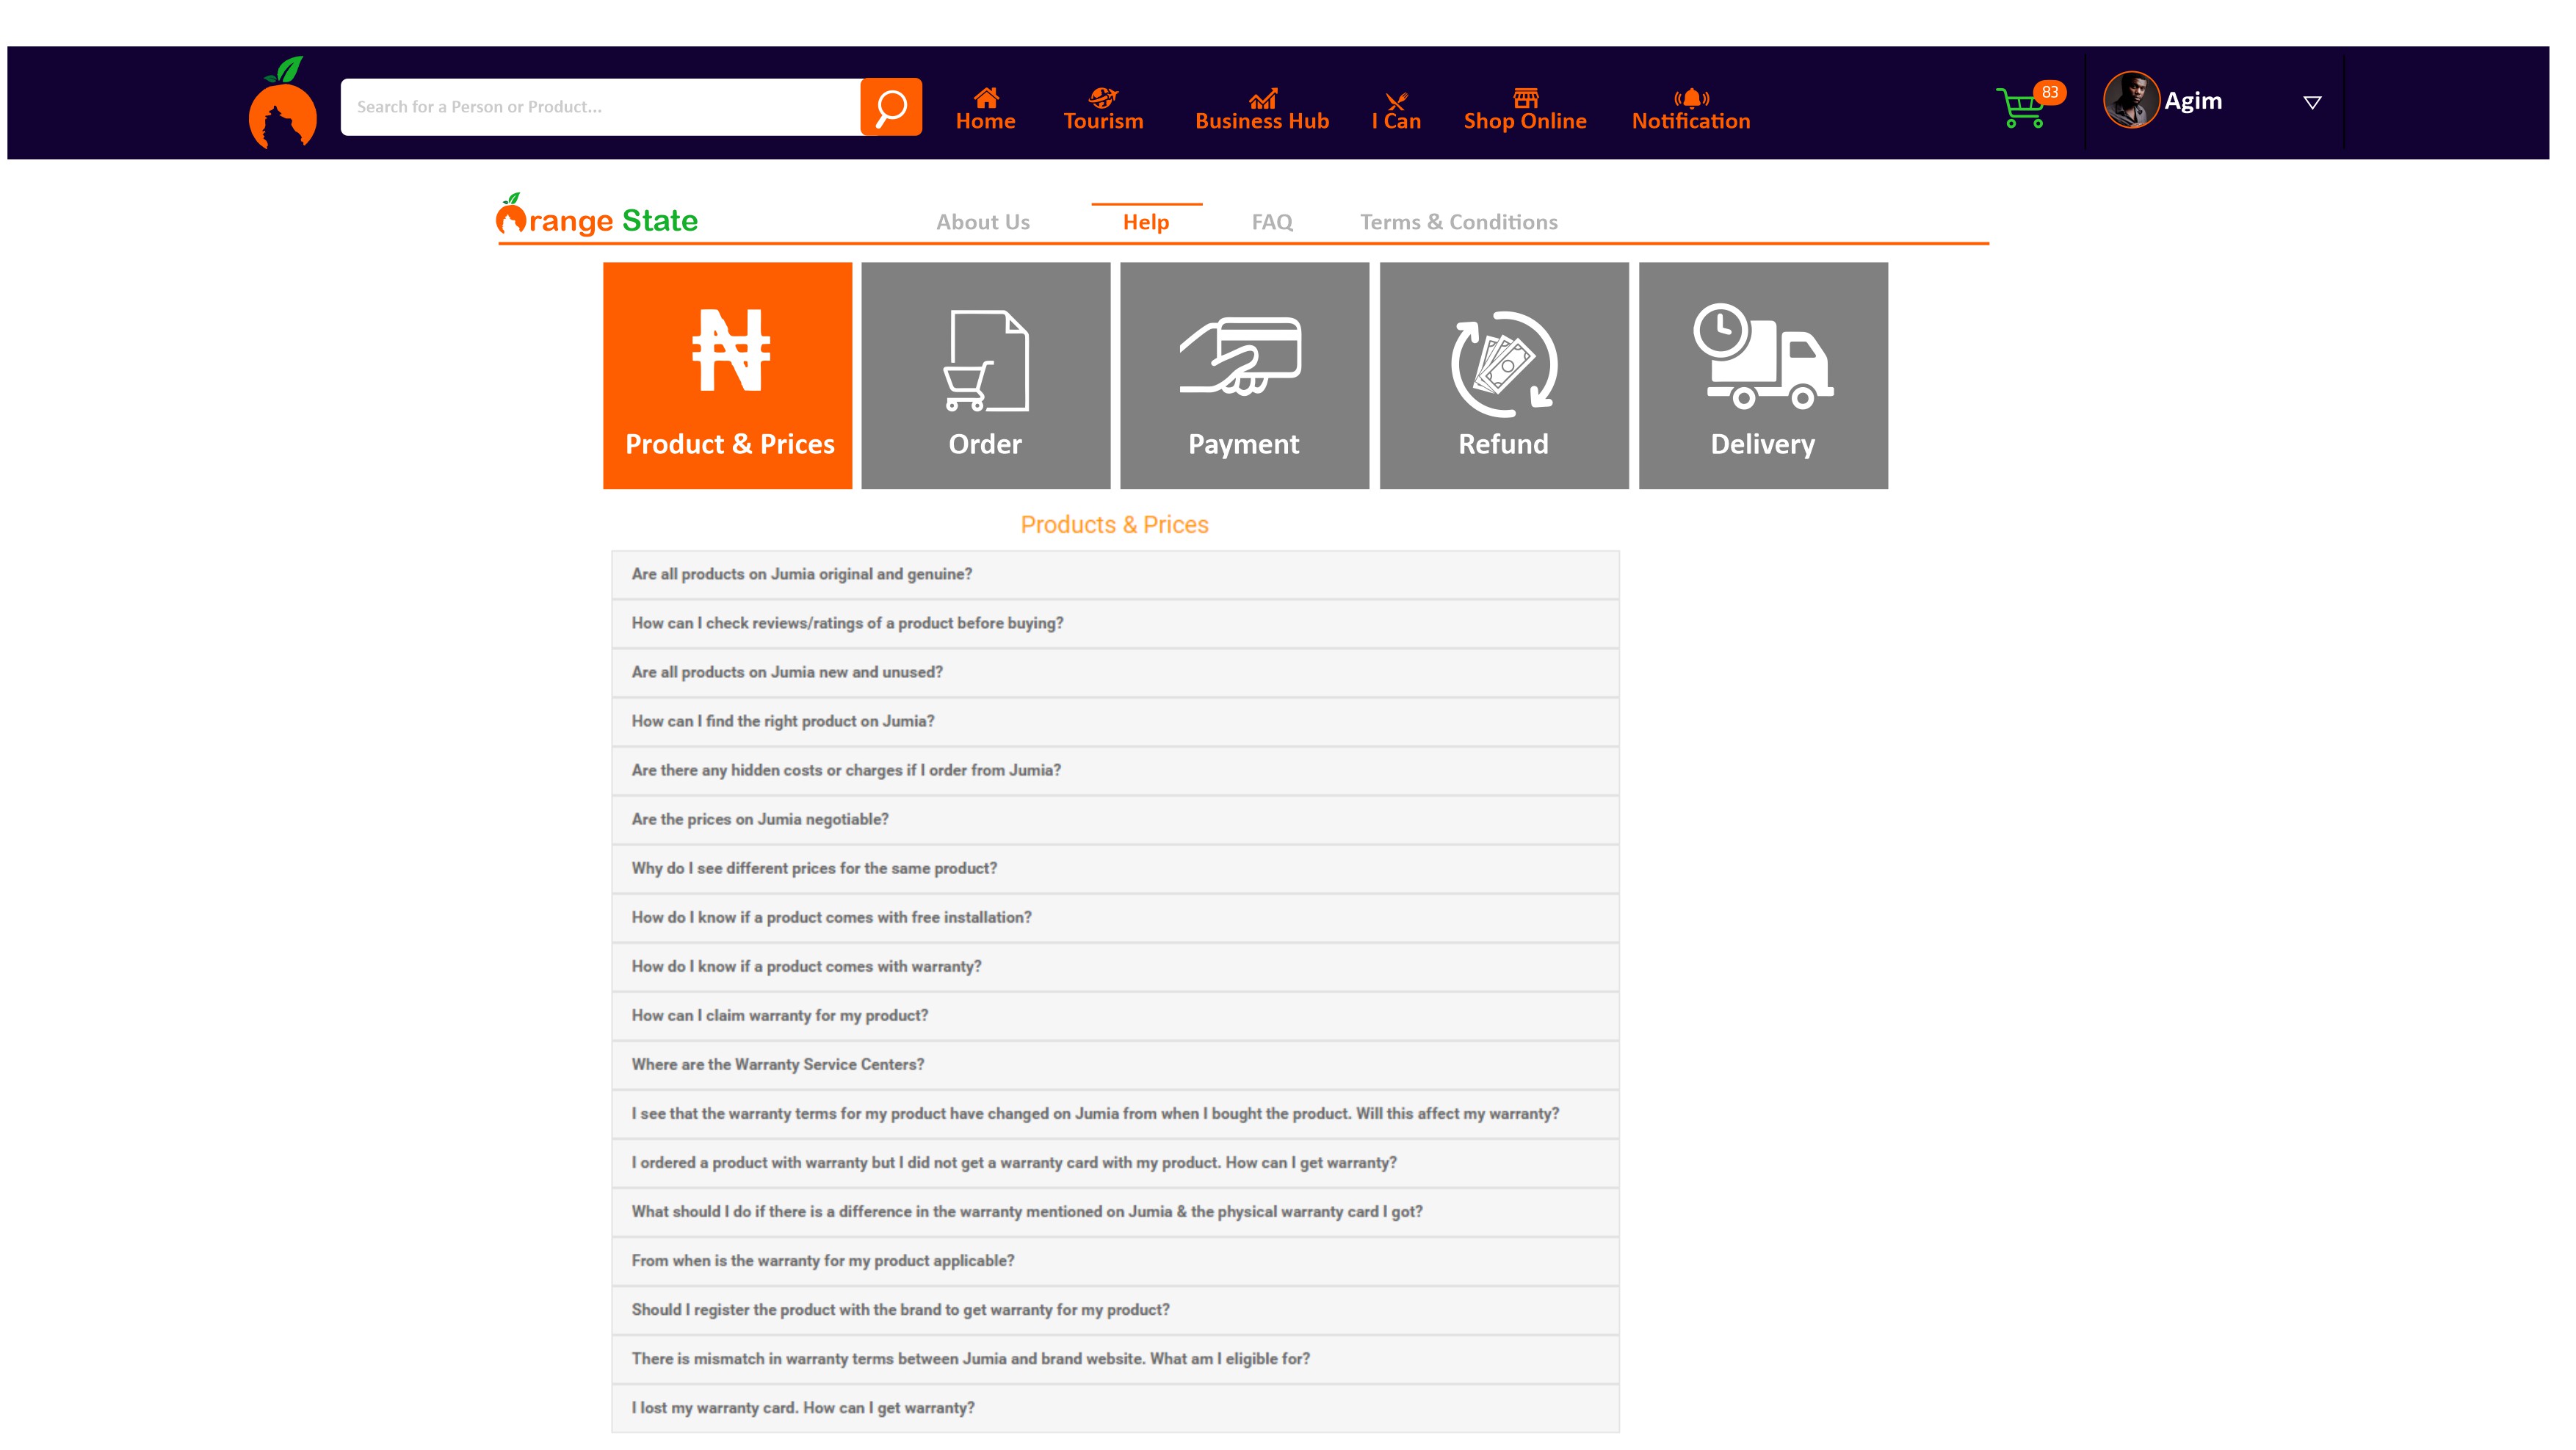 Search for a Person or Product...
Home
Tourism
Business Hub
I Can
Shop Online
Notification
83
Agim
range State
About Us
Help
FAQ
Terms & Conditions
₦
Product & Prices
Order
Payment
Refund
Delivery
Products & Prices
Are all products on Jumia original and genuine?
How can I check reviews/ratings of a product before buying?
Are all products on Jumia new and unused?
How can I find the right product on Jumia?
Are there any hidden costs or charges if I order from Jumia?
Are the prices on Jumia negotiable?
Why do I see different prices for the same product?
How do I know if a product comes with free installation?
How do I know if a product comes with warranty?
How can I claim warranty for my product?
Where are the Warranty Service Centers?
I see that the warranty terms for my product have changed on Jumia from when I bought the product. Will this affect my warranty?
I ordered a product with warranty but I did not get a warranty card with my product. How can I get warranty?
What should I do if there is a difference in the warranty mentioned on Jumia & the physical warranty card I got?
From when is the warranty for my product applicable?
Should I register the product with the brand to get warranty for my product?
There is mismatch in warranty terms between Jumia and brand website. What am I eligible for?
I lost my warranty card. How can I get warranty?